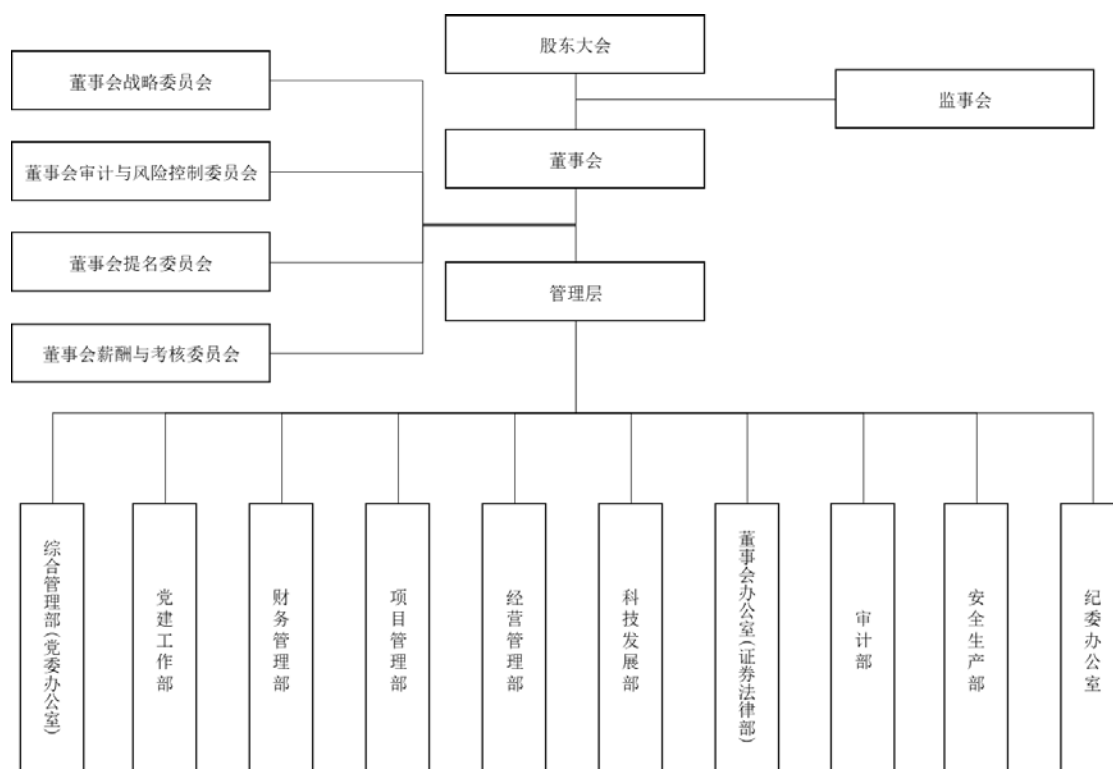 股东大会
董事会战略委员会
监事会
董事会
董事会审计与风险控制委员会
董事会提名委员会
管理层
董事会薪酬与考核委员会
综合管理部(党委办公室)
党建工作部
财务管理部
项目管理部
经营管理部
科技发展部
董事会办公室(证券法律部)
审计部
安全生产部
纪委办公室